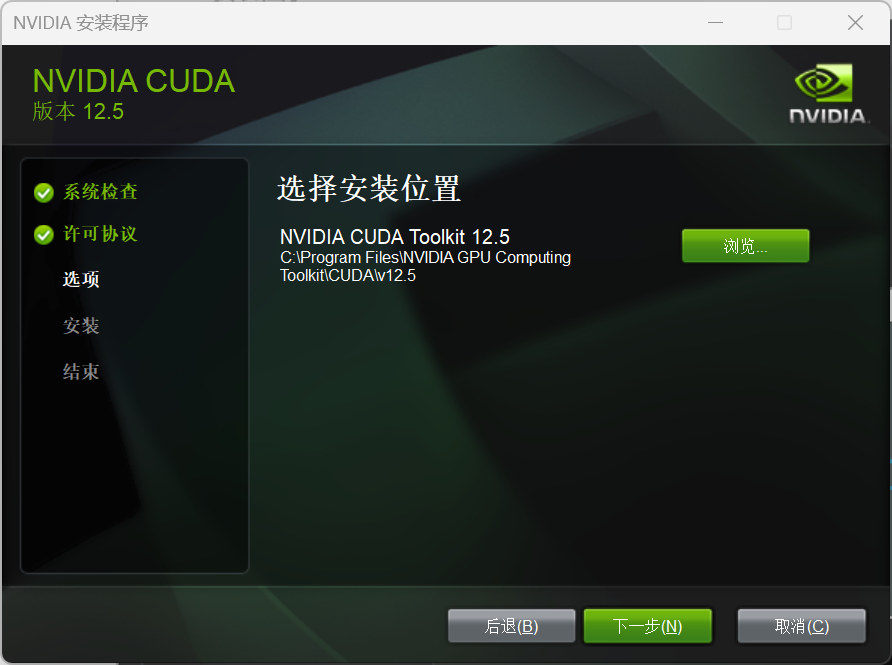 NVIDIA 安装程序
NVIDIA CUDA
版本 12.5
NVIDIA.
系统检查
许可协议
选项
安装
结束
选择安装位置
NVIDIA CUDA Toolkit 12.5
C:\Program Files\NVIDIA GPU Computing
Toolkit\CUDA\v12.5
浏览...
后退(B)
下一步(N)
取消(C)